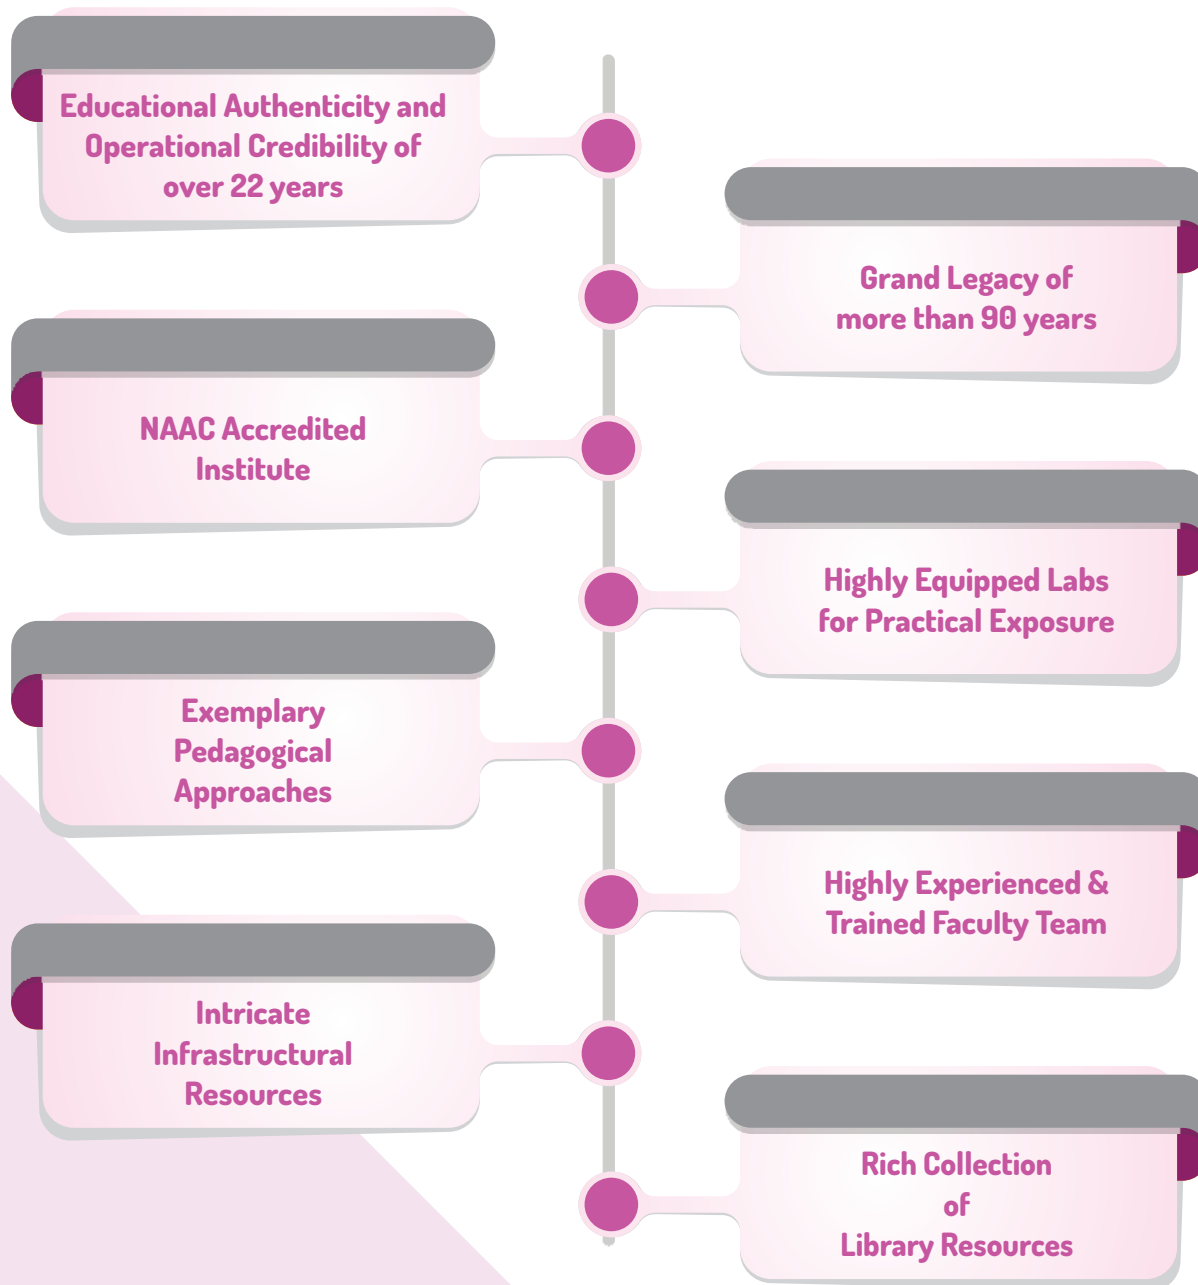 Educational Authenticity and
Operational Credibility of
over 22 years
Grand Legacy of
more than 90 years
NAAC Accredited
Institute
Highly Equipped Labs
for Practical Exposure
Exemplary
Pedagogical
Approaches
Highly Experienced &
Trained Faculty Team
Intricate
Infrastructural
Resources
Rich Collection
of
Library Resources